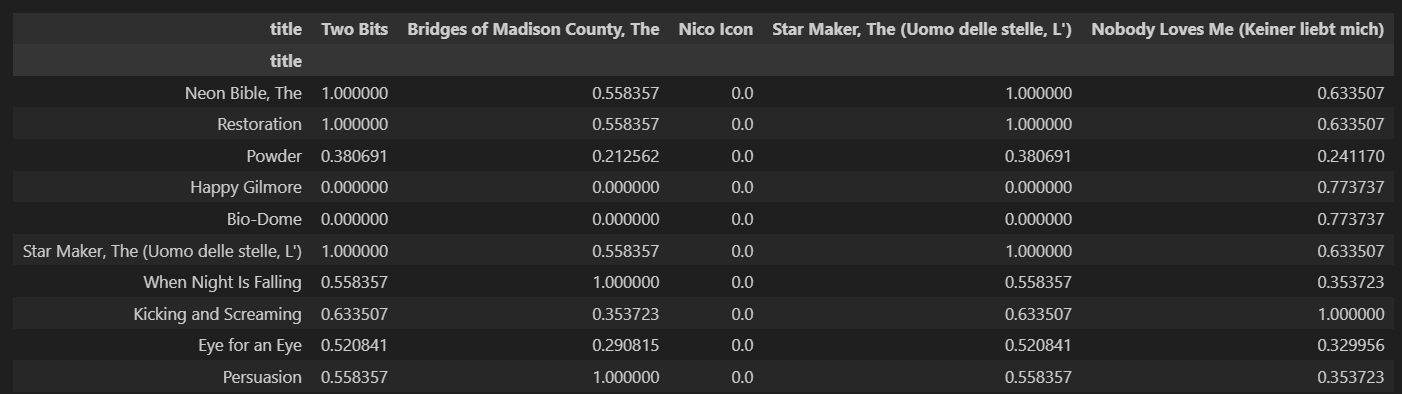 title Two Bits Bridges of Madison County, The Nico Icon Star Maker, The (Uomo delle stelle, L') Nobody Loves Me (Keiner liebt mich)
title
Neon Bible, The 1.000000 0.558357 0.0 1.000000 0.633507
Restoration 1.000000 0.558357 0.0 1.000000 0.633507
Powder 0.380691 0.212562 0.0 0.380691 0.241170
Happy Gilmore 0.000000 0.000000 0.0 0.000000 0.773737
Bio-Dome 0.000000 0.000000 0.0 0.000000 0.773737
Star Maker, The (Uomo delle stelle, L') 1.000000 0.558357 0.0 1.000000 0.633507
When Night Is Falling 0.558357 1.000000 0.0 0.558357 0.353723
Kicking and Screaming 0.633507 0.353723 0.0 0.633507 1.000000
Eye for an Eye 0.520841 0.290815 0.0 0.520841 0.329956
Persuasion 0.558357 1.000000 0.0 0.558357 0.353723